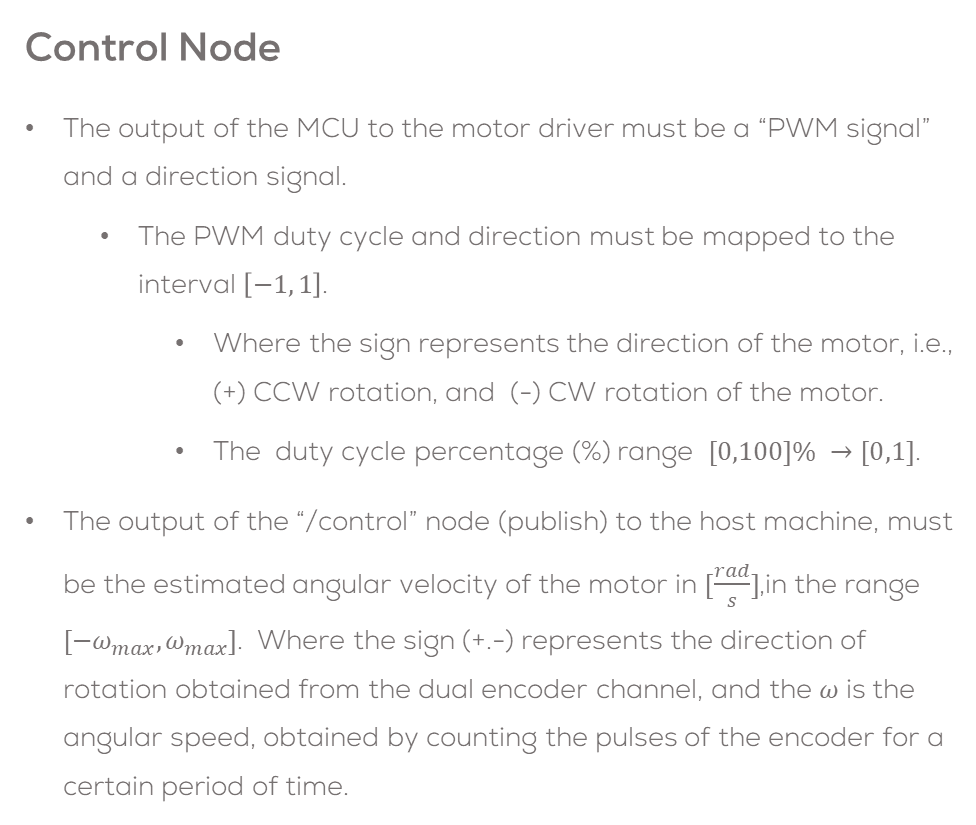 Control Node
• The output of the MCU to the motor driver must be a “PWM signal”
and a direction signal.
• The PWM duty cycle and direction must be mapped to the
interval [−1, 1].
• Where the sign represents the direction of the motor, i.e.,
(+) CCW rotation, and (-) CW rotation of the motor.
• The duty cycle percentage (%) range [0,100]% → [0,1].
• The output of the “/control” node (publish) to the host machine, must
be the estimated angular velocity of the motor in [rad/s],in the range
[−ωmax, ωmax]. Where the sign (+.-) represents the direction of
rotation obtained from the dual encoder channel, and the ω is the
angular speed, obtained by counting the pulses of the encoder for a
certain period of time.